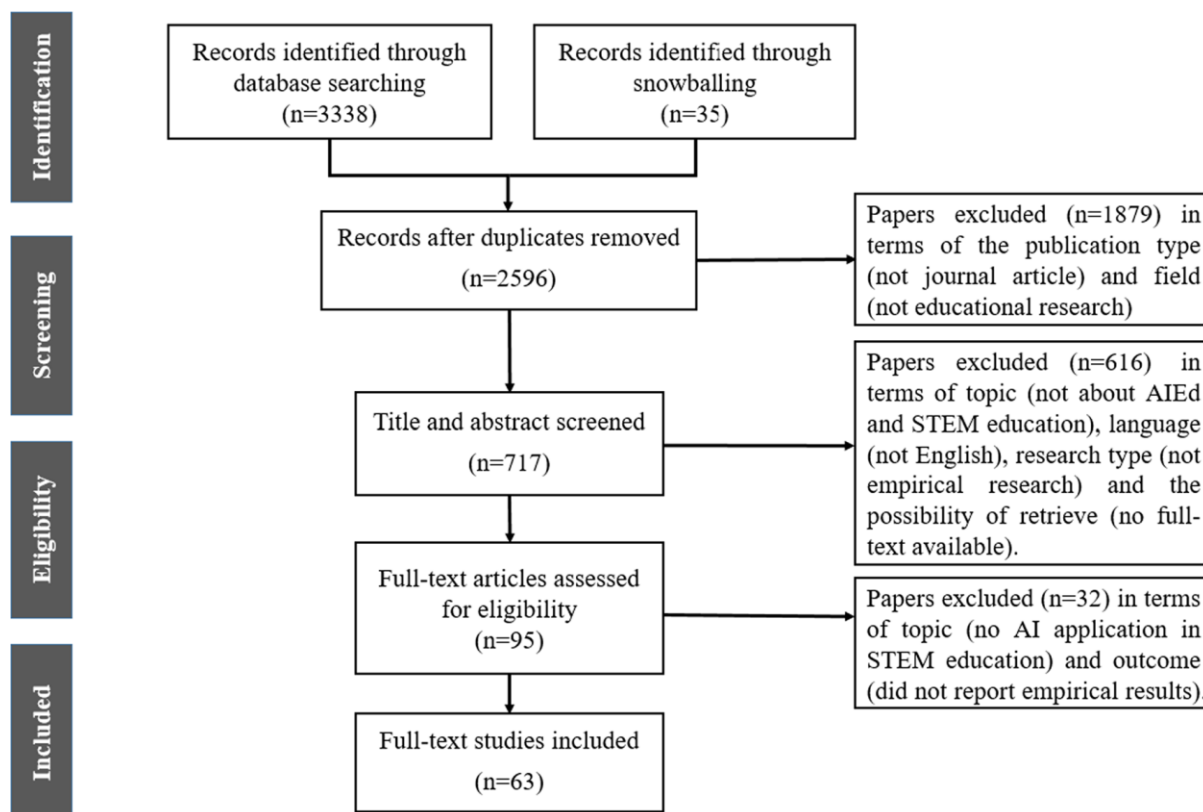 Identification
Records identified through
database searching
(n=3338)
Records identified through
snowballing
(n=35)
Records after duplicates removed
(n=2596)
Papers excluded (n=1879) in
terms of the publication type
(not journal article) and field
(not educational research)
Screening
Title and abstract screened
(n=717)
Papers excluded (n=616) in
terms of topic (not about AIEd
and STEM education), language
(not English), research type (not
empirical research) and the
possibility of retrieve (no full-
text available).
Eligibility
Full-text articles assessed
for eligibility
(n=95)
Papers excluded (n=32) in terms
of topic (no AI application in
STEM education) and outcome
(did not report empirical results).
Included
Full-text studies included
(n=63)